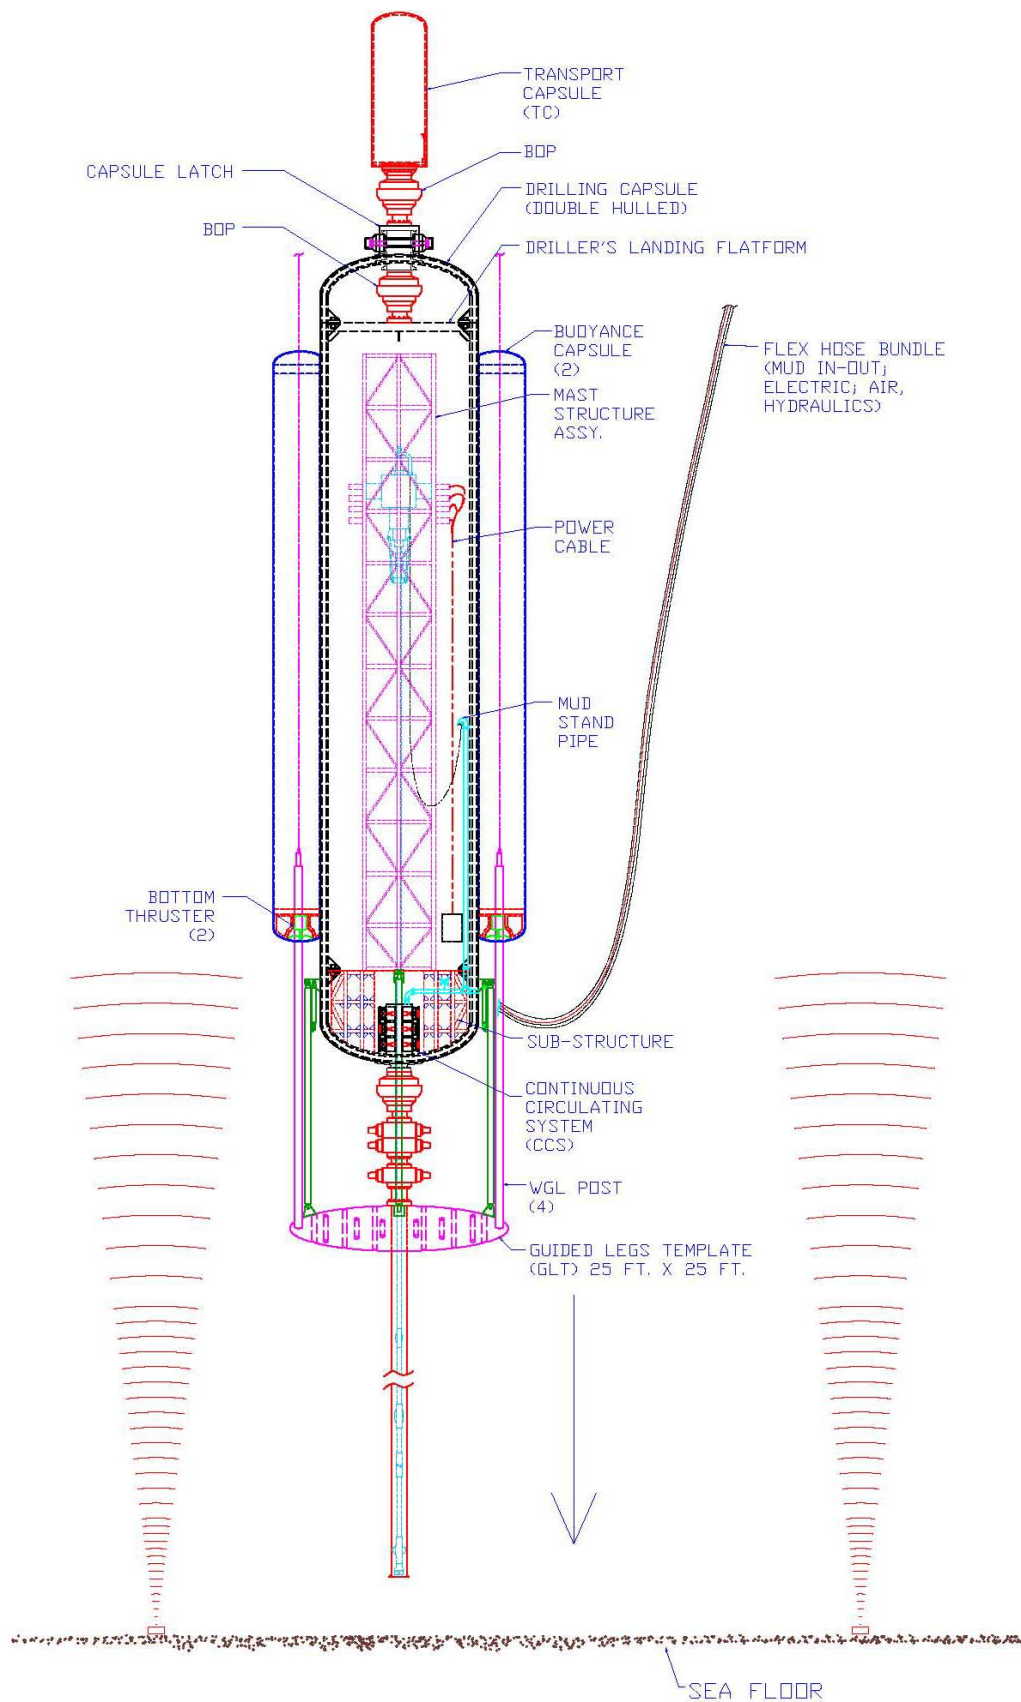 TRANSPORT
CAPSULE
(TC)
BOP
CAPSULE LATCH
DRILLING CAPSULE
(DOUBLE HULLED)
BOP
DRILLER'S LANDING FLATFORM
BUOYANCE
CAPSULE
(2)
FLEX HOSE BUNDLE
(MUD IN-OUT;
ELECTRIC; AIR,
HYDRAULICS)
MAST
STRUCTURE
ASSY.
POWER
CABLE
MUD
STAND
PIPE
BOTTOM
THRUSTER
(2)
SUB-STRUCTURE
CONTINUOUS
CIRCULATING
SYSTEM
(CCS)
WGL POST
(4)
GUIDED LEGS TEMPLATE
(GLT) 25 FT. X 25 FT.
SEA FLOOR